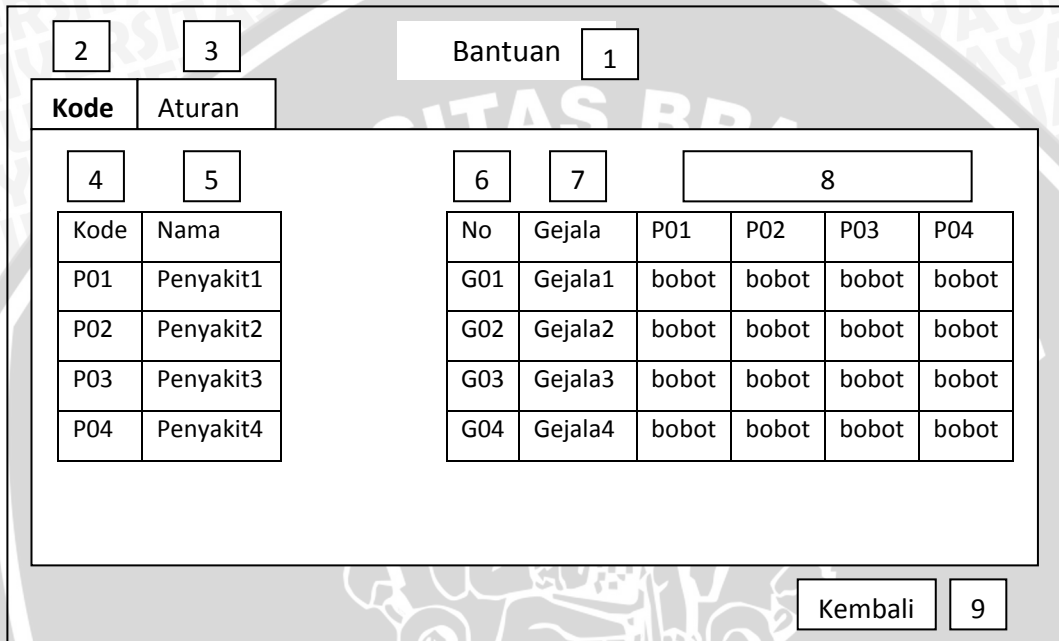 2 3 Bantuan 1
Kode Aturan
4 5 6 7 8
Kode Nama No Gejala P01 P02 P03 P04
P01 Penyakit1 G01 Gejala1 bobot bobot bobot bobot
P02 Penyakit2 G02 Gejala2 bobot bobot bobot bobot
P03 Penyakit3 G03 Gejala3 bobot bobot bobot bobot
P04 Penyakit4 G04 Gejala4 bobot bobot bobot bobot
Kembali 9